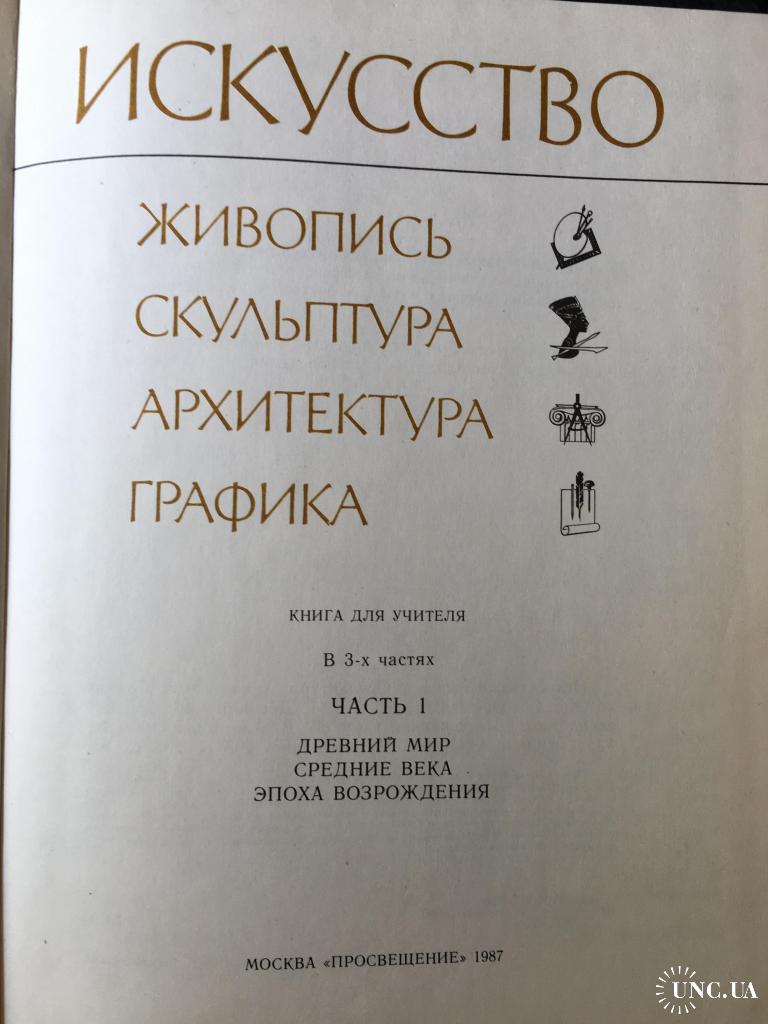 ИСКУССТВО
ЖИВОПИСЬ
СКУЛЬПТУРА
АРХИТЕКТУРА
ГРАФИКА
КНИГА ДЛЯ УЧИТЕЛЯ
В 3-х частях
ЧАСТЬ 1
ДРЕВНИЙ МИР
СРЕДНИЕ ВЕКА
ЭПОХА ВОЗРОЖДЕНИЯ
МОСКВА «ПРОСВЕЩЕНИЕ» 1987
UNC.UA